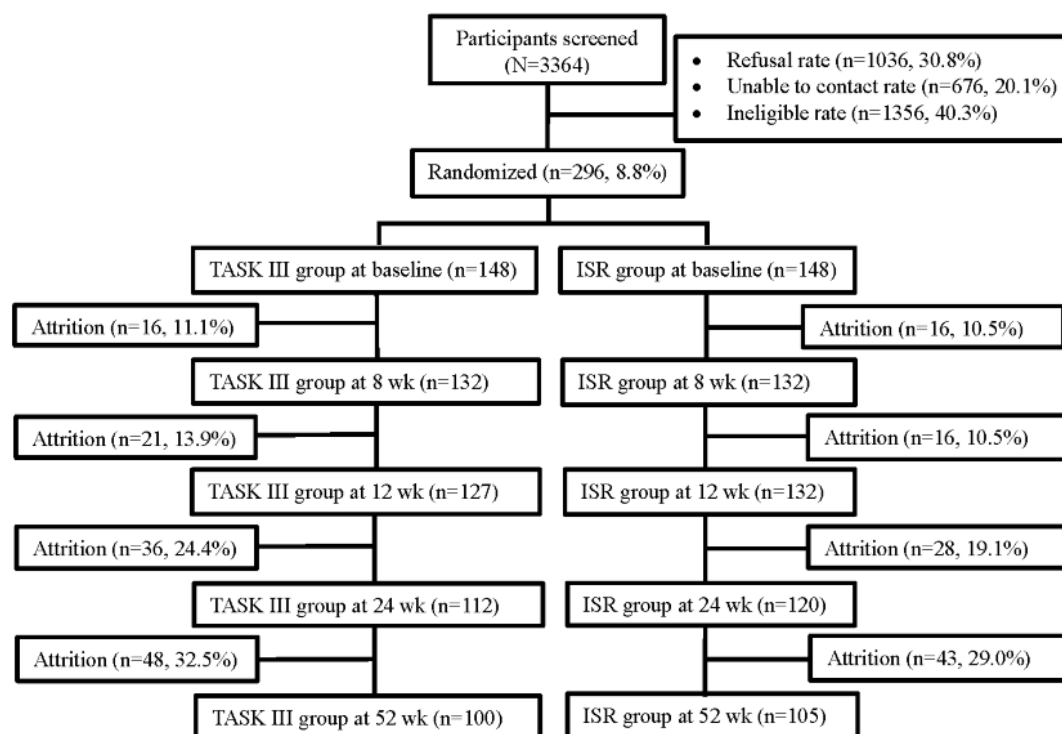 Participants screened
(N=3364)
• Refusal rate (n=1036, 30.8%)
• Unable to contact rate (n=676, 20.1%)
• Ineligible rate (n=1356, 40.3%)
Randomized (n=296, 8.8%)
TASK III group at baseline (n=148)
ISR group at baseline (n=148)
Attrition (n=16, 11.1%)
Attrition (n=16, 10.5%)
TASK III group at 8 wk (n=132)
ISR group at 8 wk (n=132)
Attrition (n=21, 13.9%)
Attrition (n=16, 10.5%)
TASK III group at 12 wk (n=127)
ISR group at 12 wk (n=132)
Attrition (n=36, 24.4%)
Attrition (n=28, 19.1%)
TASK III group at 24 wk (n=112)
ISR group at 24 wk (n=120)
Attrition (n=48, 32.5%)
Attrition (n=43, 29.0%)
TASK III group at 52 wk (n=100)
ISR group at 52 wk (n=105)